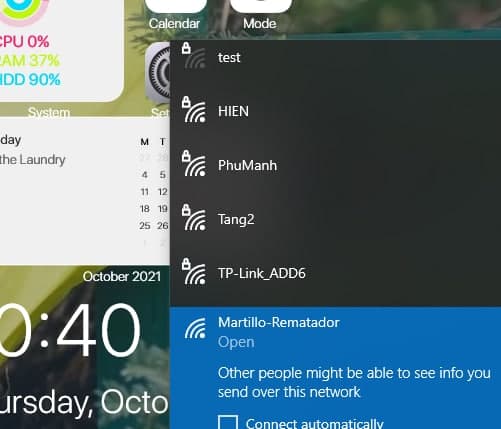 Calendar
Mode
CPU 0%
RAM 37%
HDD 90%
System
Set
day
the Laundry
M T
27 28
4 5
11 12
18 19
25 26
1 2
October 2021
0:40
ursday, Octo
test
HIEN
PhuManh
Tang2
TP-Link_ADD6
Martillo-Rematador
Open
Other people might be able to see info you
send over this network
Connect automatically